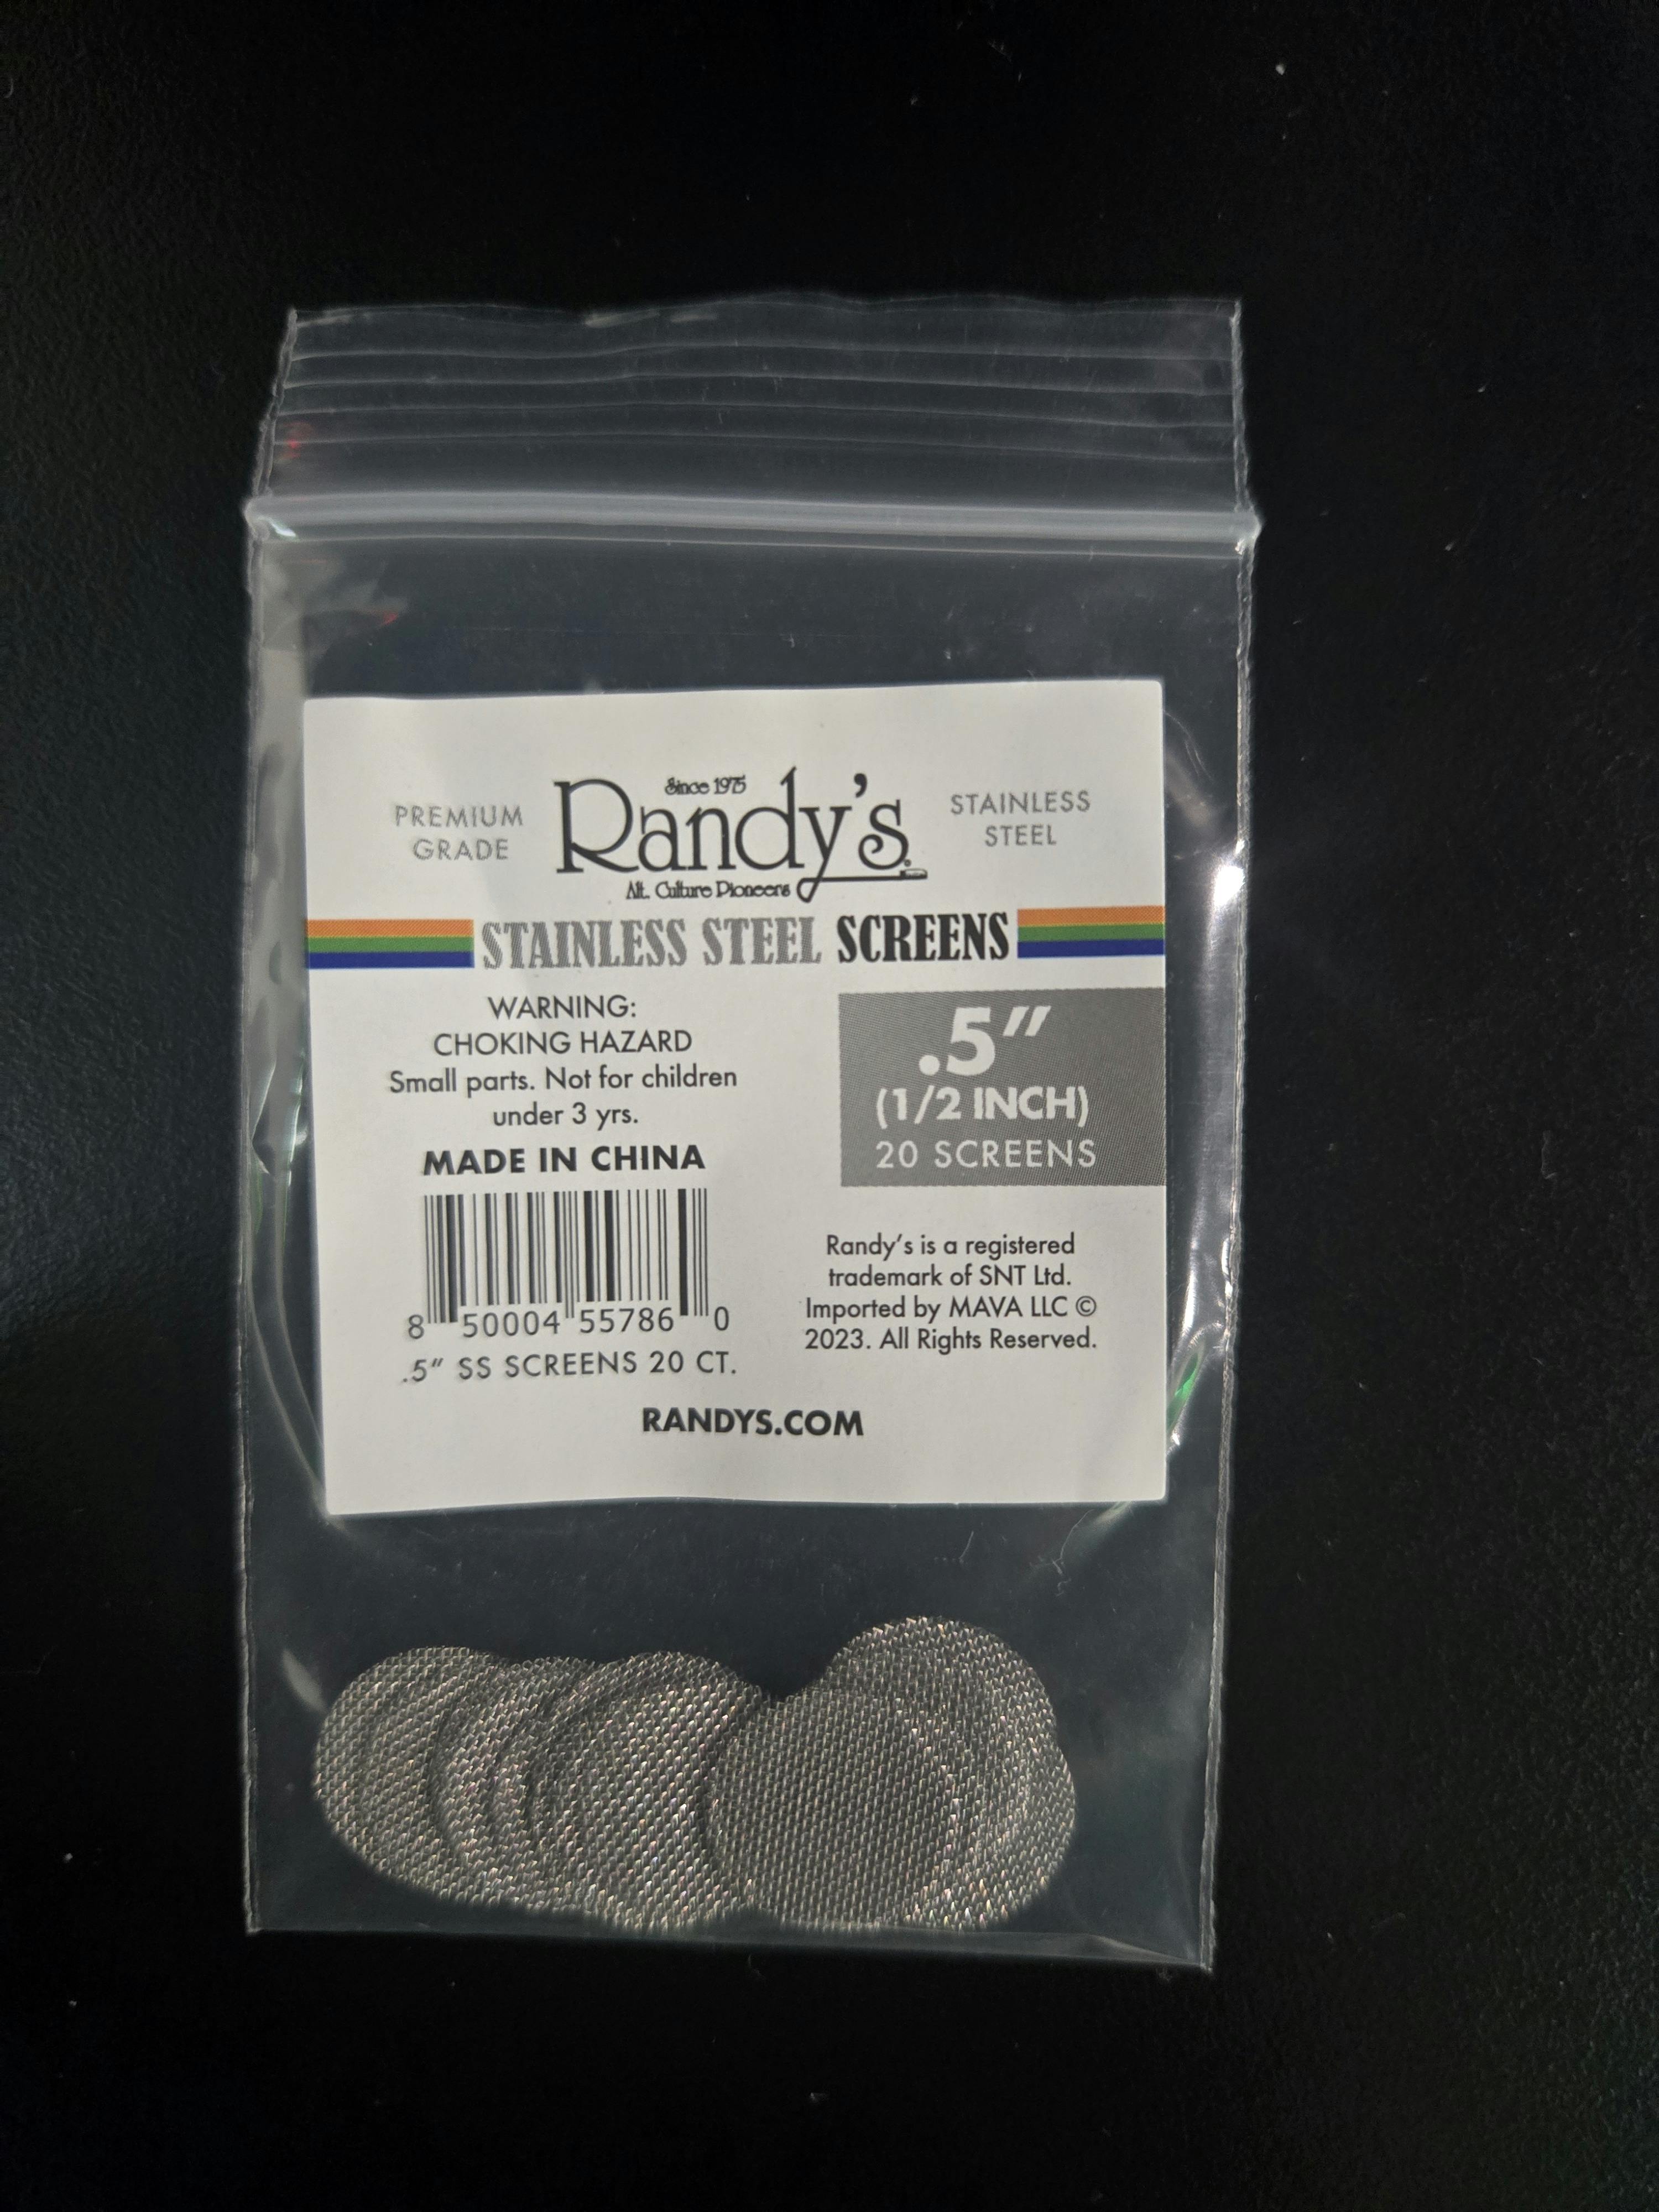 PREMIUM
GRADE
Since 1975
Randy's
Alt. Culture Pioneers
STAINLESS
STEEL
STAINLESS STEEL SCREENS
WARNING:
CHOKING HAZARD
Small parts. Not for children
under 3 yrs.
MADE IN CHINA
8 50004 55786 0
.5" SS SCREENS 20 CT.
.5"
(1/2 INCH)
20 SCREENS
Randy's is a registered
trademark of SNT Ltd.
Imported by MAVA LLC ©
2023. All Rights Reserved.
RANDYS.COM